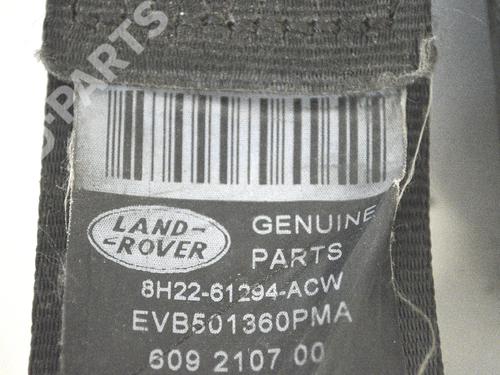 B-PARTS
LAND-
-ROVER
GENUINE
PARTS
8H22-61294-ACW
EVB501360PMA
609 2107 00